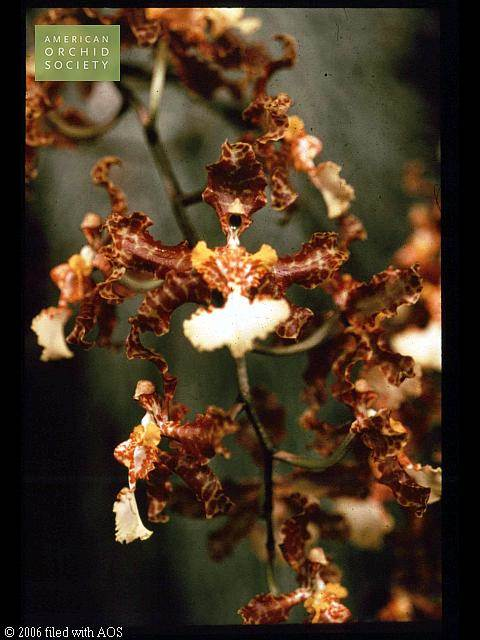 AMERICAN
ORCHID
SOCIETY
© 2006 filed with AOS